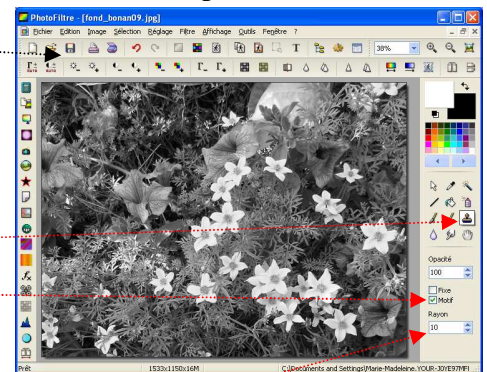 PhotoFiltre - [fond_bonan09.jpg]
Fichier Edition Image Sélection Réglage Filtre Affichage Outils Fenêtre ?
38%
Opacité
100
Fixe
Motif
Rayon
10
Prêt
1533x1150x16M
C:\Documents and Settings\Marie-Madeleine.YOUR-J0YE97MFI